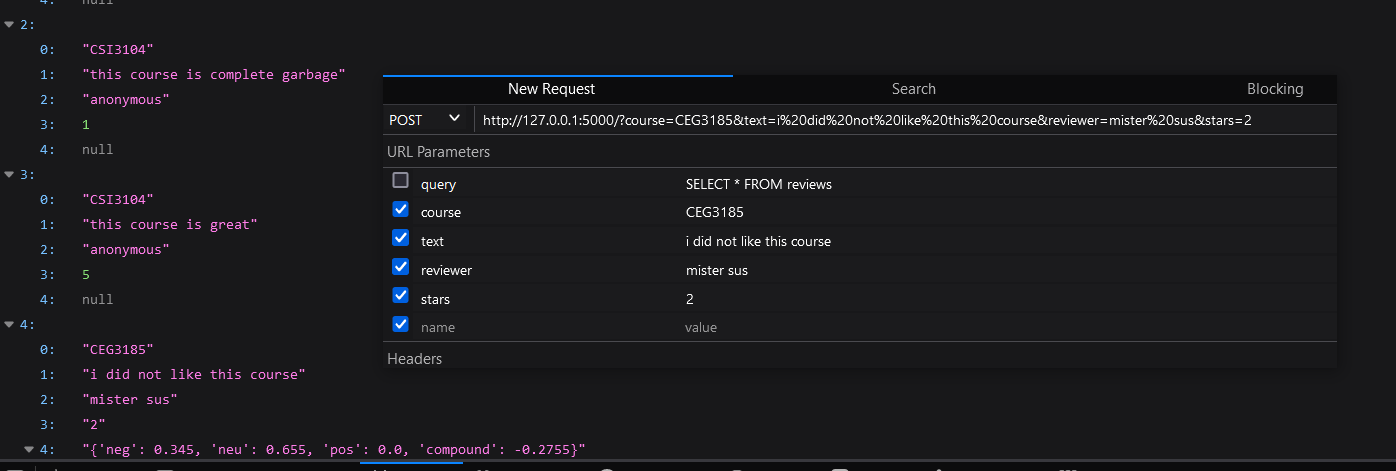 4: null
2:
0: "CSI3104"
1: "this course is complete garbage"
2: "anonymous"
3: 1
4: null
3:
0: "CSI3104"
1: "this course is great"
2: "anonymous"
3: 5
4: null
4:
0: "CEG3185"
1: "i did not like this course"
2: "mister sus"
3: "2"
4: "{'neg': 0.345, 'neu': 0.655, 'pos': 0.0, 'compound': -0.2755}"
New Request Search Blocking
POST http://127.0.0.1:5000/?course=CEG3185&text=i%20did%20not%20like%20this%20course&reviewer=mister%20sus&stars=2
URL Parameters
query SELECT * FROM reviews
course CEG3185
text i did not like this course
reviewer mister sus
stars 2
name value
Headers